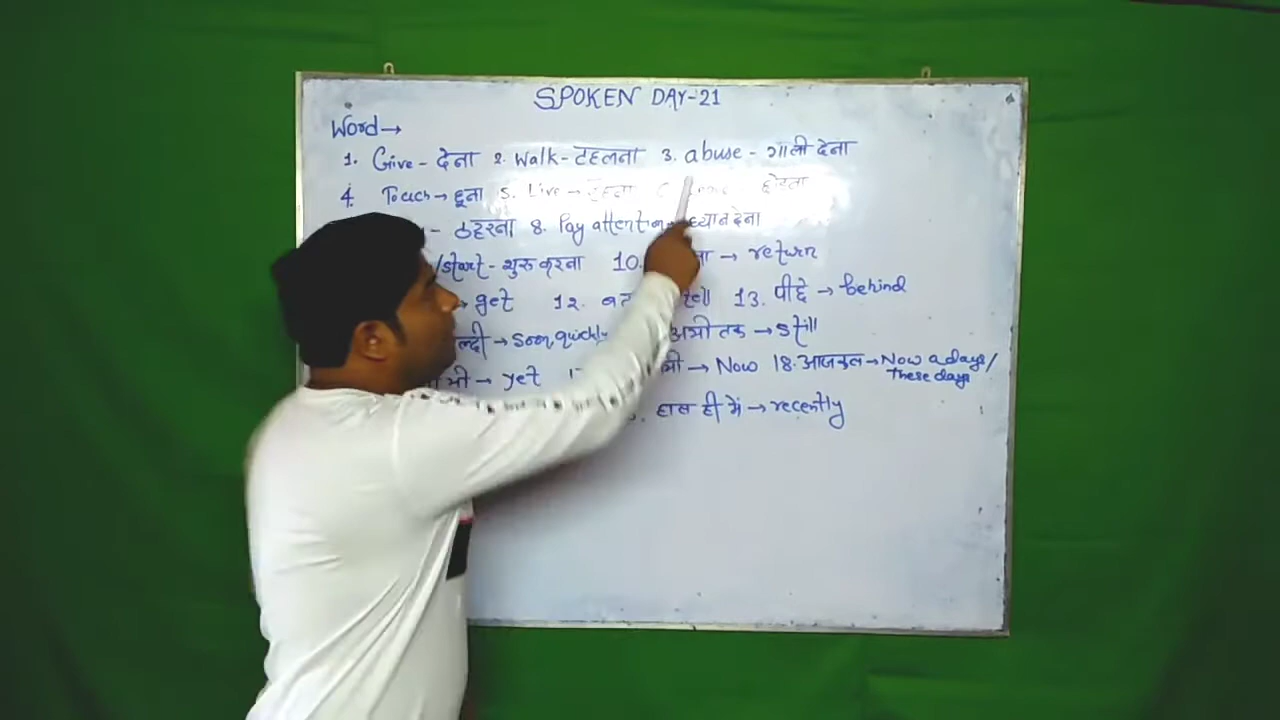 SPOKEN DAY-21
Word→
1. Give - देना 2. Walk - टहलना 3. abuse - गाली देना
4. Touch → छूना 5. Live → रहना छोड़ना
- ठहरना 8. Pay attention → ध्यान देना
/start - शुरू करना 10. → return
→ get 12. tell 13. पीछे → behind
→ soon, quickly अभी तक → still
→ yet → Now 18. आजकल → Now a days/
These days
हाल ही में → recently